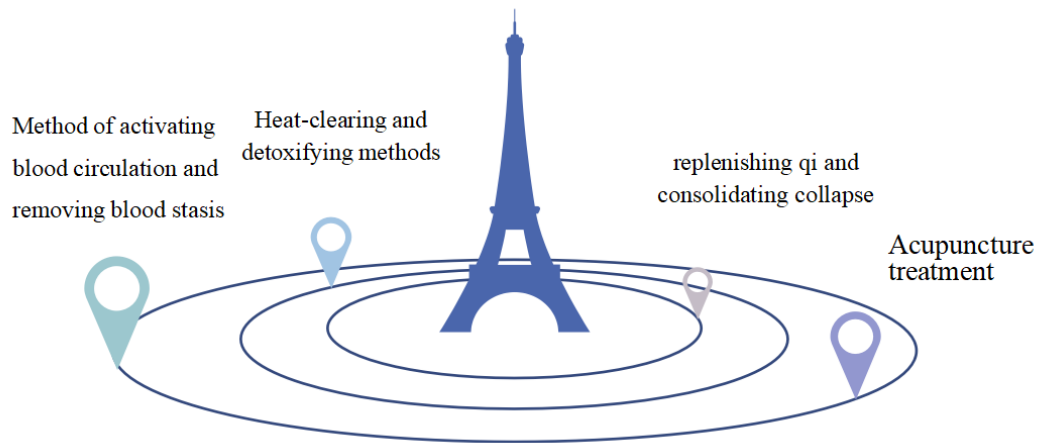 Method of activating
blood circulation and
removing blood stasis
Heat-clearing and
detoxifying methods
replenishing qi and
consolidating collapse
Acupuncture
treatment